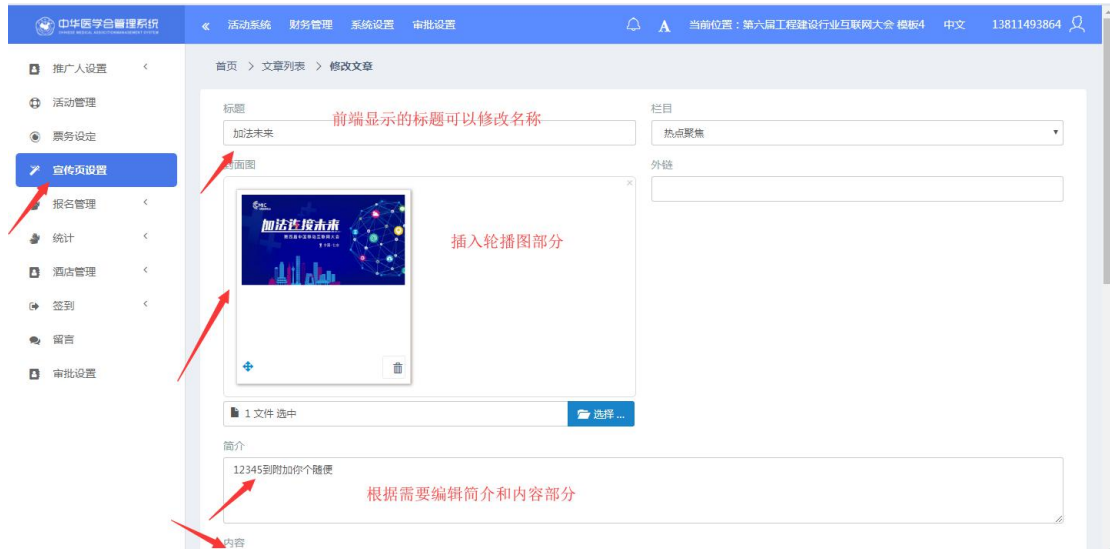 中华医学会管理系统
« 活动系统 财务管理 系统设置 审批设置
A 当前位置：第六届工程建设行业互联网大会 模板4 中文 13811493864
推广人设置
活动管理
票务设定
宣传页设置
报名管理
统计
酒店管理
签到
留言
审批设置
首页 > 文章列表 > 修改文章
标题
前端显示的标题可以修改名称
加法未来
栏目
热点聚焦
封面图
外链
×
加法连接未来
插入轮播图部分
1 文件 选中
选择 ...
简介
12345到附加你个随便
根据需要编辑简介和内容部分
内容